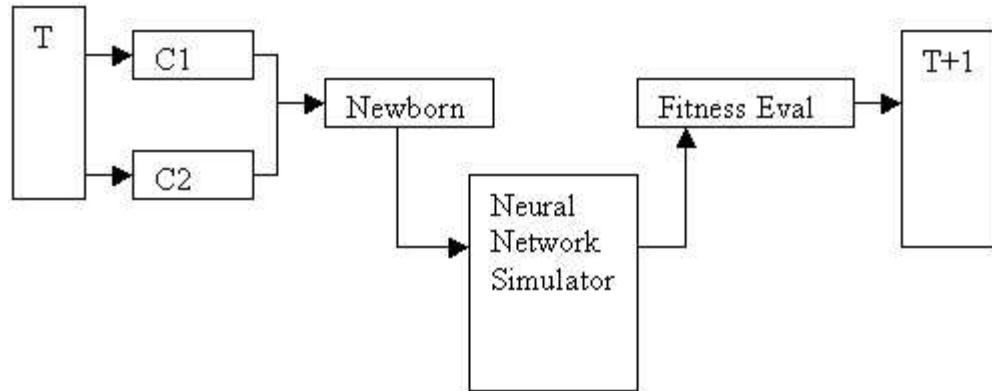 T
C1
C2
Newborn
Neural
Network
Simulator
Fitness Eval
T+1